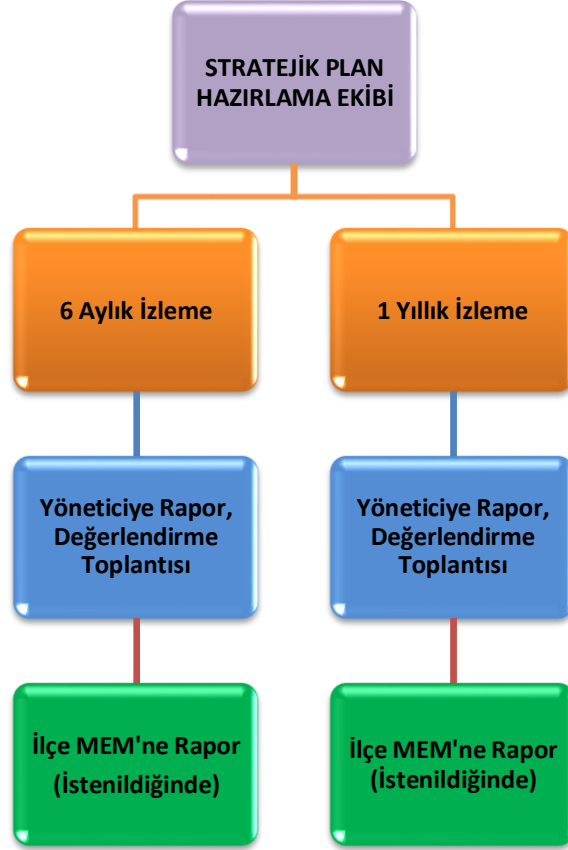 STRATEJİK PLAN
HAZIRLAMA EKİBİ
6 Aylık İzleme
1 Yıllık İzleme
Yöneticiye Rapor,
Değerlendirme
Toplantısı
Yöneticiye Rapor,
Değerlendirme
Toplantısı
İlçe MEM'ne Rapor
(İstenildiğinde)
İlçe MEM'ne Rapor
(İstenildiğinde)